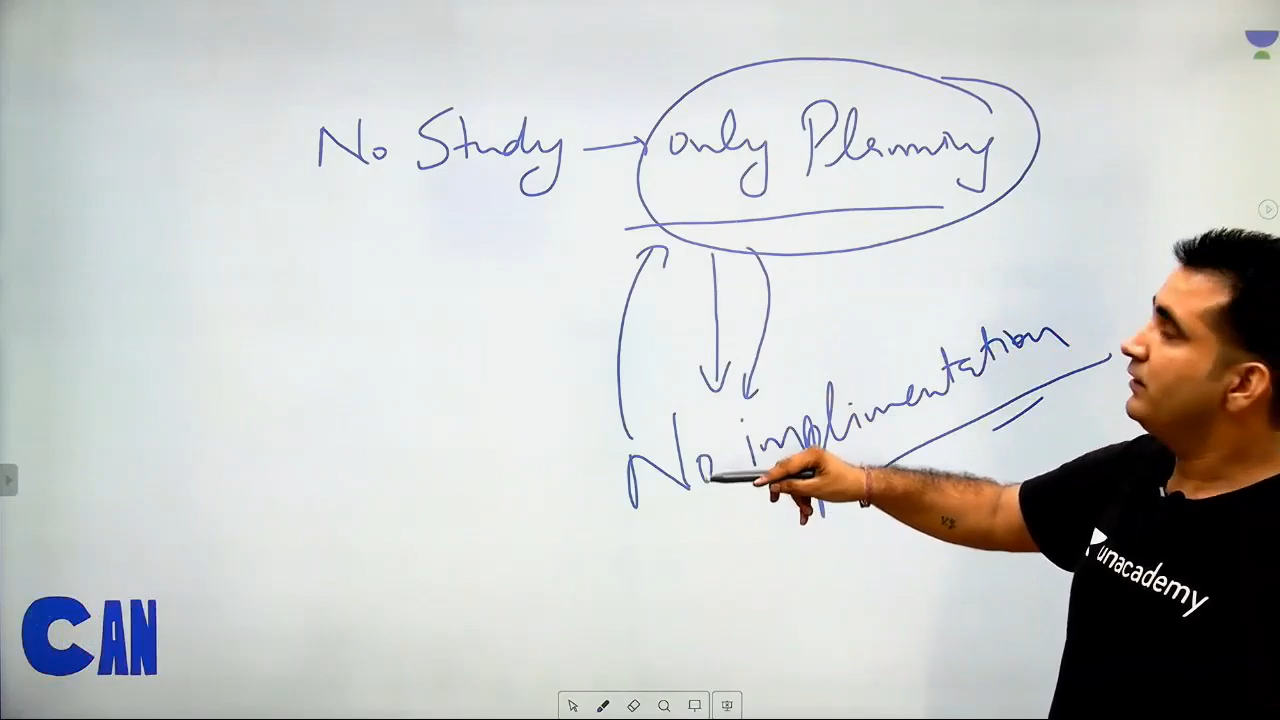 No Study → only Planning
No implimentation
CAN
unacademy